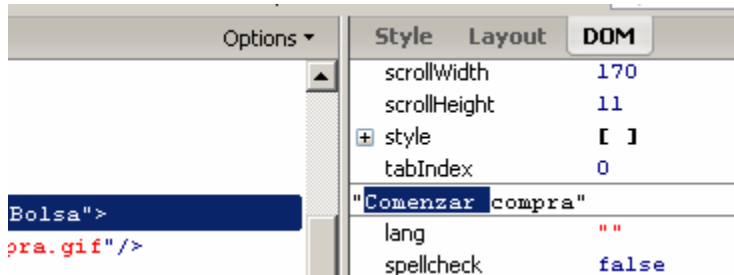 Options
Style Layout DOM
scrollWidth 170
scrollHeight 11
style [ ]
tabIndex 0
"Comenzar compra"
Bolsa">
lang ""
pra.gif"/>
spellcheck false